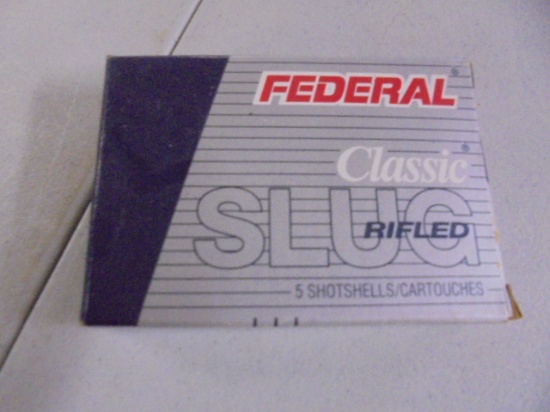 FEDERAL®
Classic®
SLUG
RIFLED
5 SHOTSHELLS/CARTOUCHES